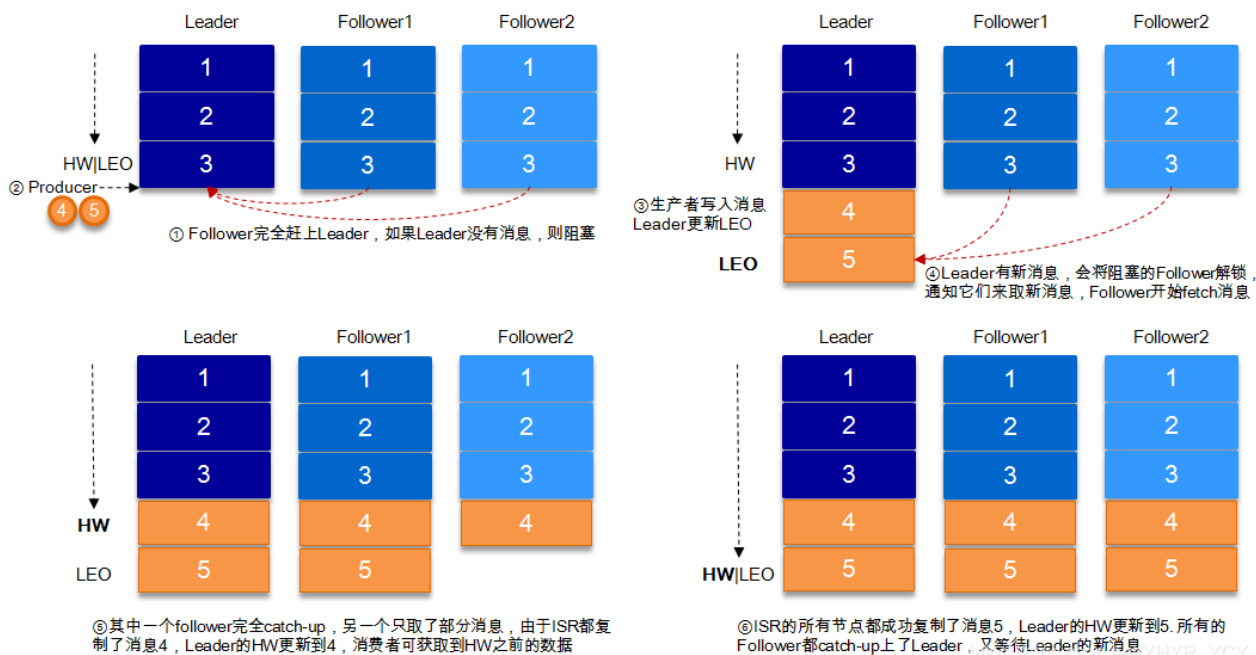 Leader Follower1 Follower2
1 1 1
2 2 2
HW|LEO 3 3 3
② Producer
4 5
① Follower完全赶上Leader，如果Leader没有消息，则阻塞
Leader Follower1 Follower2
1 1 1
2 2 2
HW 3 3 3
③生产者写入消息 4
Leader更新LEO
LEO 5
④Leader有新消息，会将阻塞的Follower解锁，
通知它们来取新消息，Follower开始fetch消息
Leader Follower1 Follower2
1 1 1
2 2 2
3 3 3
HW 4 4 4
LEO 5 5
⑤其中一个follower完全catch-up，另一个只取了部分消息，由于ISR都复
制了消息4，Leader的HW更新到4，消费者可获取到HW之前的数据
Leader Follower1 Follower2
1 1 1
2 2 2
3 3 3
4 4 4
HW|LEO 5 5 5
⑥ISR的所有节点都成功复制了消息5，Leader的HW更新到5. 所有的
Follower都catch-up上了Leader，又等待Leader的新消息